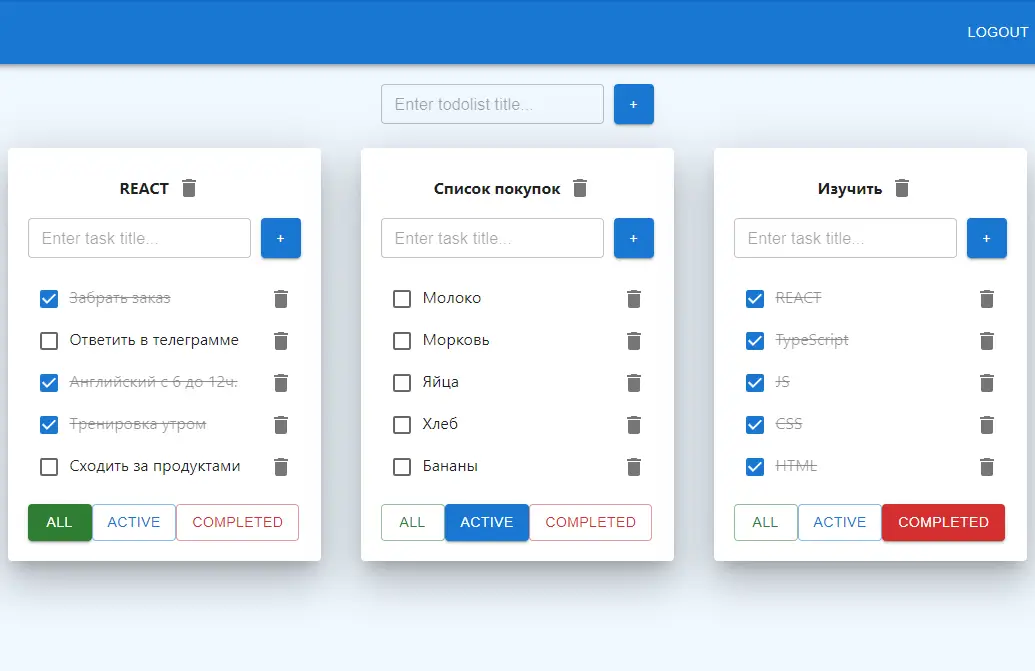 LOGOUT
Enter todolist title...
+
REACT
Enter task title...
+
Забрать заказ
Ответить в телеграмме
Английский с 6 до 12ч.
Тренировка утром
Сходить за продуктами
ALL ACTIVE COMPLETED
Список покупок
Enter task title...
+
Молоко
Морковь
Яйца
Хлеб
Бананы
ALL ACTIVE COMPLETED
Изучить
Enter task title...
+
REACT
TypeScript
JS
CSS
HTML
ALL ACTIVE COMPLETED